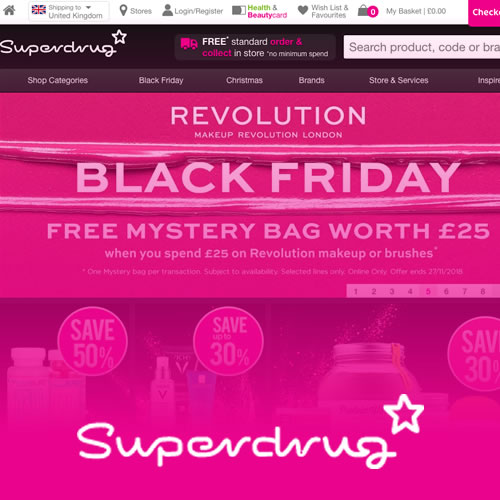 Shipping to
United Kingdom
Stores
Login/Register
Health &
Beautycard
Wish List &
Favourites
0
My Basket | £0.00
Superdrug
FREE* standard order &
collect in store *no minimum spend
Search product, code or bra
Shop Categories
Black Friday
Christmas
Brands
Store & Services
Inspire
REVOLUTION
MAKEUP REVOLUTION LONDON
BLACK FRIDAY
FREE MYSTERY BAG WORTH £25
when you spend £25 on Revolution makeup or brushes*
* One Mystery bag per transaction. Subject to availability. Selected lines only. Online Only. Offer ends 27/11/2018
1 2 3 4 5 6 7 8
SAVE
50%
SAVE
up to
30%
SAVE
30%
VICHY
Superdrug